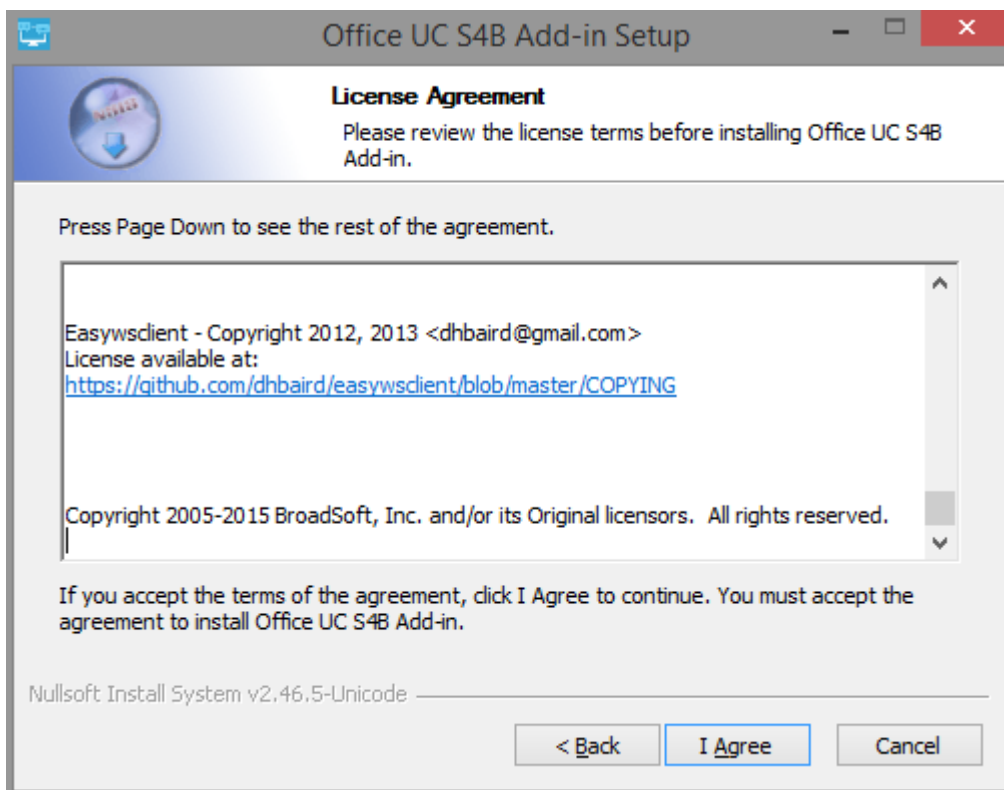 Office UC S4B Add-in Setup
License Agreement
Please review the license terms before installing Office UC S4B
Add-in.
Press Page Down to see the rest of the agreement.
Easywsclient - Copyright 2012, 2013 <dhbaird@gmail.com>
License available at:
https://github.com/dhbaird/easywsclient/blob/master/COPYING
Copyright 2005-2015 BroadSoft, Inc. and/or its Original licensors.  All rights reserved.
If you accept the terms of the agreement, click I Agree to continue. You must accept the
agreement to install Office UC S4B Add-in.
Nullsoft Install System v2.46.5-Unicode
< Back
I Agree
Cancel